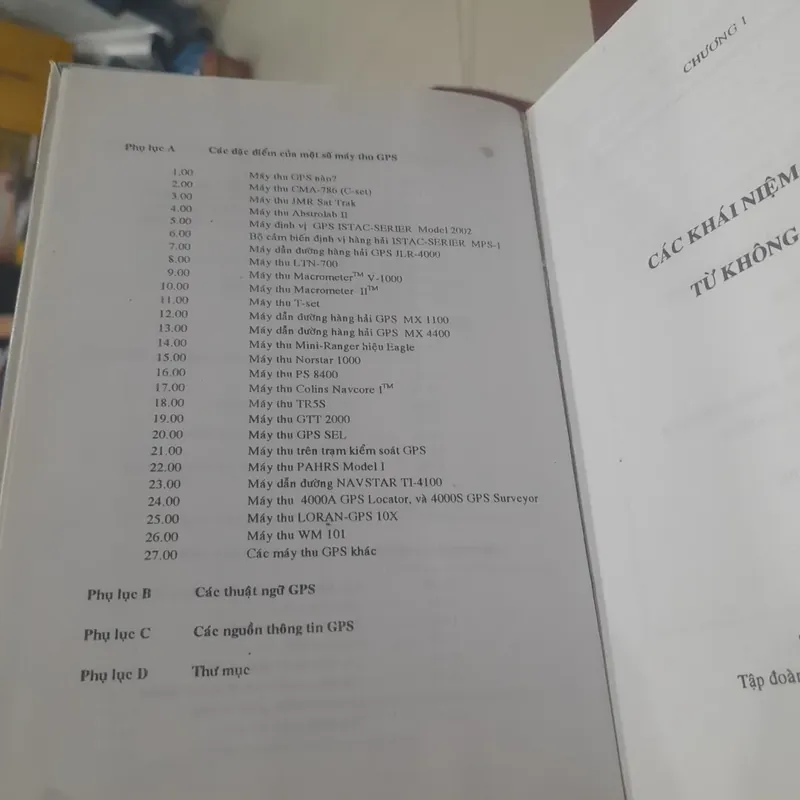 Phụ lục A Các đặc điểm của một số máy thu GPS
1.00 Máy thu GPS nào?
2.00 Máy thu CMA-786 (C-set)
3.00 Máy thu JMR Sat Trak
4.00 Máy thu Abstrolab II
5.00 Máy định vị GPS ISTAC-SERIER Model 2002
6.00 Bộ cảm biến định vị hàng hải ISTAC-SERIER MPS-1
7.00 Máy dẫn đường hàng hải GPS JLR-4000
8.00 Máy thu LTN-700
9.00 Máy thu Macrometer™ V-1000
10.00 Máy thu Macrometer II™
11.00 Máy thu T-set
12.00 Máy dẫn đường hàng hải GPS MX 1100
13.00 Máy dẫn đường hàng hải GPS MX 4400
14.00 Máy thu Mini-Ranger hiệu Eagle
15.00 Máy thu Norstar 1000
16.00 Máy thu PS 8400
17.00 Máy thu Colins Navcore I™
18.00 Máy thu TR5S
19.00 Máy thu GTT 2000
20.00 Máy thu GPS SEL
21.00 Máy thu trên trạm kiểm soát GPS
22.00 Máy thu PAHRS Model I
23.00 Máy dẫn đường NAVSTAR TI-4100
24.00 Máy thu 4000A GPS Locator, và 4000S GPS Surveyor
25.00 Máy thu LORAN-GPS 10X
26.00 Máy thu WM 101
27.00 Các máy thu GPS khác
Phụ lục B Các thuật ngữ GPS
Phụ lục C Các nguồn thông tin GPS
Phụ lục D Thư mục
CHƯƠNG 1
CÁC KHÁI NIỆM
TỪ KHÔNG
Tập đoàn